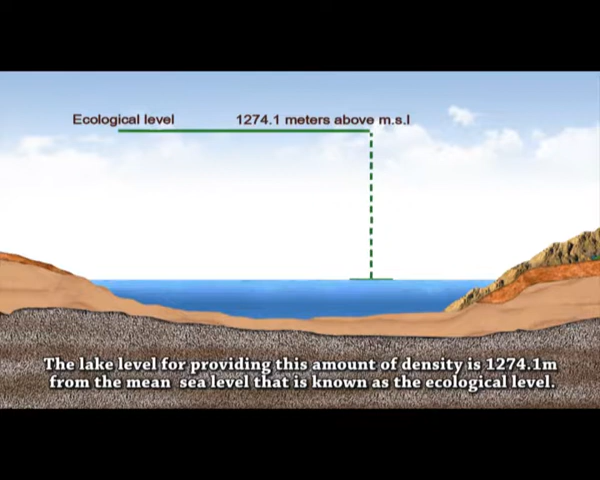 Ecological level 1274.1 meters above m.s.l
The lake level for providing this amount of density is 1274.1m
from the mean sea level that is known as the ecological level.